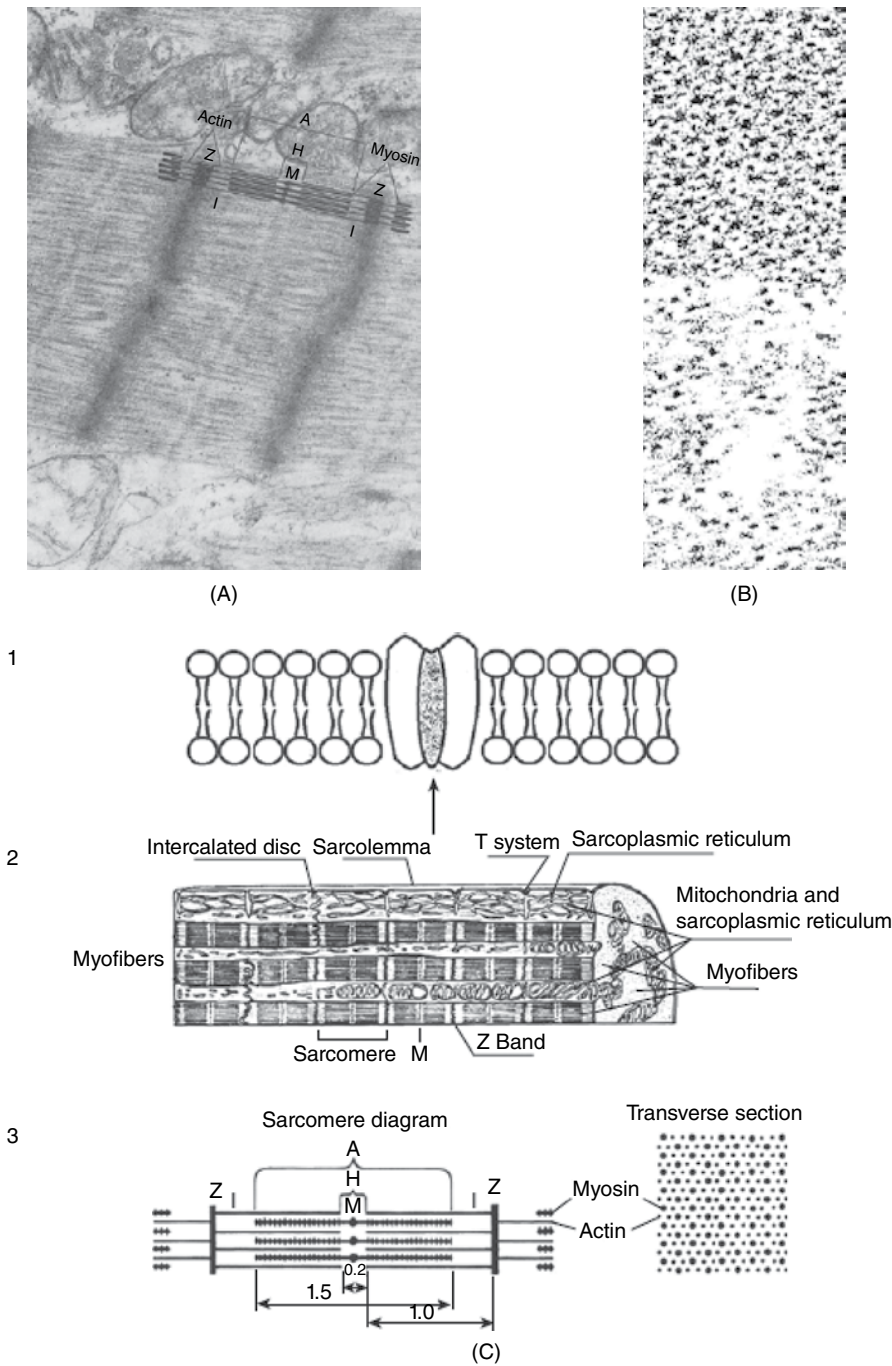 Actin
A
H
Myosin
Z
M
Z
I
I
(A)
(B)
1
2
Intercalated disc
Sarcolemma
T system
Sarcoplasmic reticulum
Mitochondria and
sarcoplasmic reticulum
Myofibers
Myofibers
Sarcomere
M
Z Band
3
Sarcomere diagram
Transverse section
A
H
Z
I
M
I
Z
Myosin
Actin
0.2
1.5
1.0
(C)